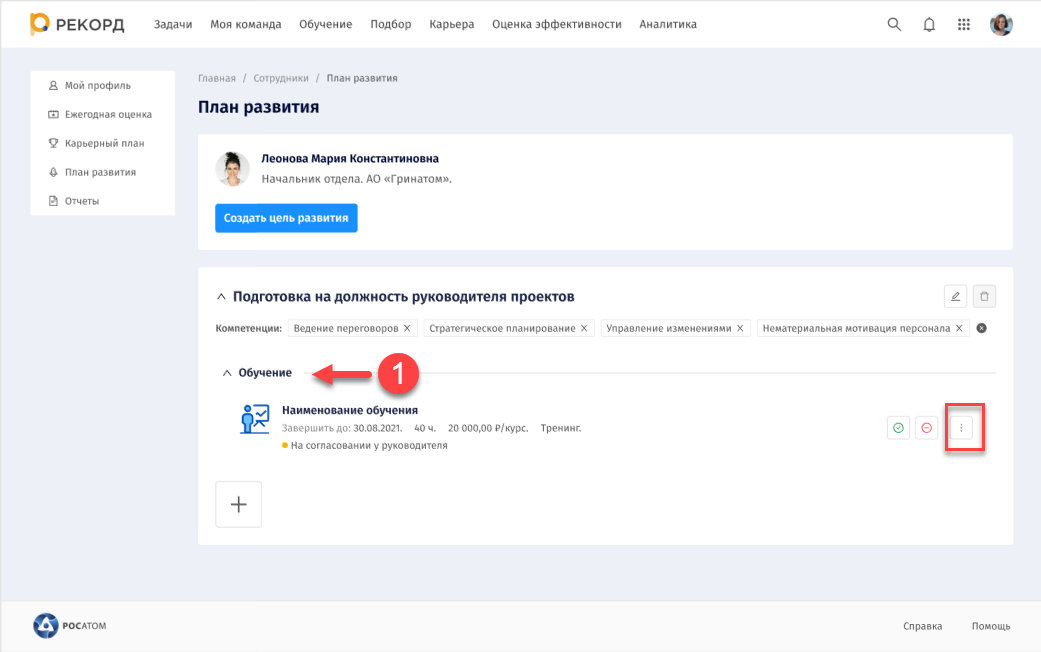 РЕКОРД Задачи Моя команда Обучение Подбор Карьера Оценка эффективности Аналитика
Мой профиль
Ежегодная оценка
Карьерный план
План развития
Отчеты
Главная / Сотрудники / План развития
План развития
Леонова Мария Константиновна
Начальник отдела. АО «Гринатом».
Создать цель развития
Подготовка на должность руководителя проектов
Компетенции: Ведение переговоров X Стратегическое планирование X Управление изменениями X Нематериальная мотивация персонала X
Обучение 1
Наименование обучения
Завершить до: 30.08.2021. 40 ч. 20 000,00 ₽/курс. Тренинг.
На согласовании у руководителя
РОСАТОМ Справка Помощь